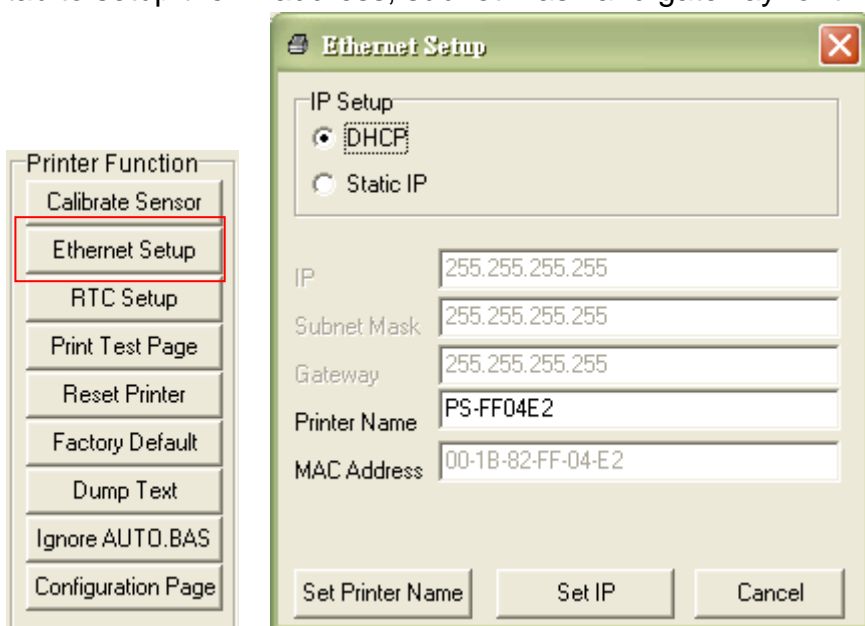 Ethernet Setup
IP Setup
DHCP
Static IP
IP 255.255.255.255
Subnet Mask 255.255.255.255
Gateway 255.255.255.255
Printer Name PS-FF04E2
MAC Address 00-1B-82-FF-04-E2
Set Printer Name Set IP Cancel
Printer Function
Calibrate Sensor
Ethernet Setup
RTC Setup
Print Test Page
Reset Printer
Factory Default
Dump Text
Ignore AUTO.BAS
Configuration Page